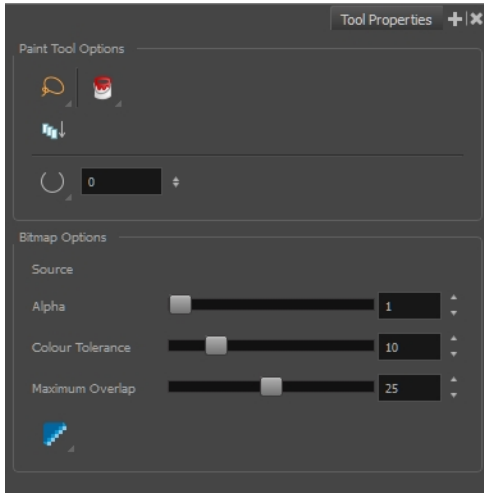 Tool Properties
Paint Tool Options
0
Bitmap Options
Source
Alpha 1
Colour Tolerance 10
Maximum Overlap 25